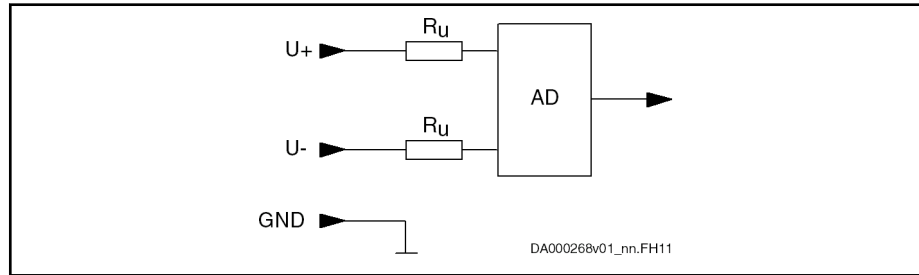 Ru
U+
AD
Ru
U-
GND
DA000268v01_nn.FH11